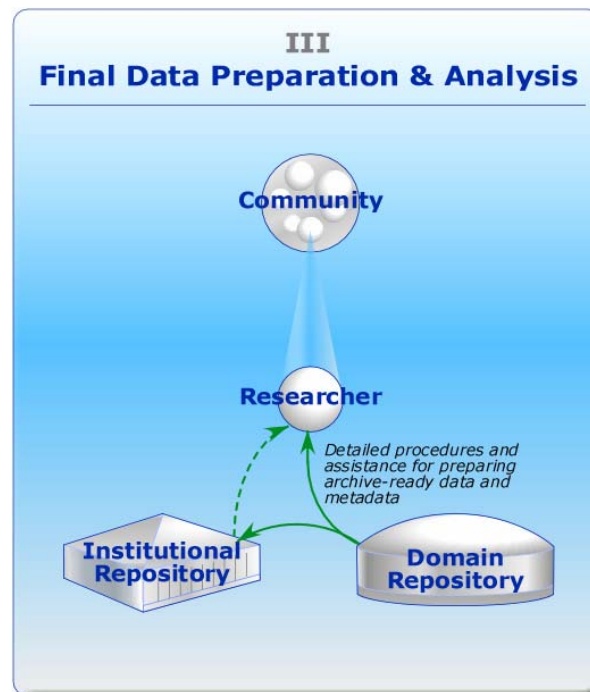 III
Final Data Preparation & Analysis
Community
Researcher
Detailed procedures and
assistance for preparing
archive-ready data and
metadata
Institutional
Repository
Domain
Repository